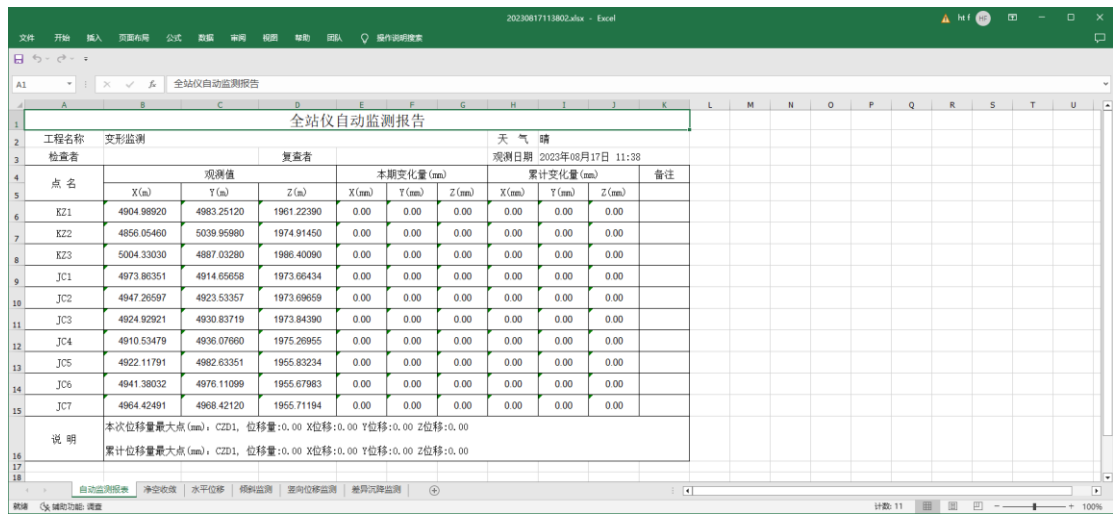 20230817113802.xlsx - Excel
ht f HF
文件 开始 插入 页面布局 公式 数据 审阅 视图 帮助 团队 操作说明搜索
A1 fx 全站仪自动监测报告
A B C D E F G H I J K L M N O P Q R S T U
1 全站仪自动监测报告
2 工程名称 变形监测 天 气 晴
3 检查者 复查者 观测日期 2023年08月17日 11:38
4 点 名 观测值 本期变化量(mm) 累计变化量(mm) 备注
5 X(m) Y(m) Z(m) X(mm) Y(mm) Z(mm) X(mm) Y(mm) Z(mm)
6 KZ1 4904.98920 4983.25120 1961.22390 0.00 0.00 0.00 0.00 0.00 0.00
7 KZ2 4856.05460 5039.95980 1974.91450 0.00 0.00 0.00 0.00 0.00 0.00
8 KZ3 5004.33030 4887.03280 1986.40090 0.00 0.00 0.00 0.00 0.00 0.00
9 JC1 4973.86351 4914.65658 1973.66434 0.00 0.00 0.00 0.00 0.00 0.00
10 JC2 4947.26597 4923.53357 1973.69659 0.00 0.00 0.00 0.00 0.00 0.00
11 JC3 4924.92921 4930.83719 1973.84390 0.00 0.00 0.00 0.00 0.00 0.00
12 JC4 4910.53479 4936.07660 1975.26955 0.00 0.00 0.00 0.00 0.00 0.00
13 JC5 4922.11791 4982.63351 1955.83234 0.00 0.00 0.00 0.00 0.00 0.00
14 JC6 4941.38032 4976.11099 1955.67983 0.00 0.00 0.00 0.00 0.00 0.00
15 JC7 4964.42491 4968.42120 1955.71194 0.00 0.00 0.00 0.00 0.00 0.00
说 明 本次位移量最大点(mm): CZD1, 位移量:0.00 X位移:0.00 Y位移:0.00 Z位移:0.00
16 累计位移量最大点(mm): CZD1, 位移量:0.00 X位移:0.00 Y位移:0.00 Z位移:0.00
17
18
自动监测报表 净空收敛 水平位移 倾斜监测 竖向位移监测 差异沉降监测
就绪 辅助功能: 调查 计数: 11 100%